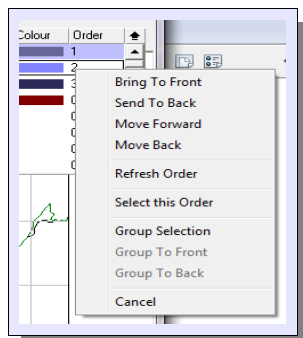 Colour Order
1
2
3
Bring To Front
Send To Back
Move Forward
Move Back
Refresh Order
Select this Order
Group Selection
Group To Front
Group To Back
Cancel